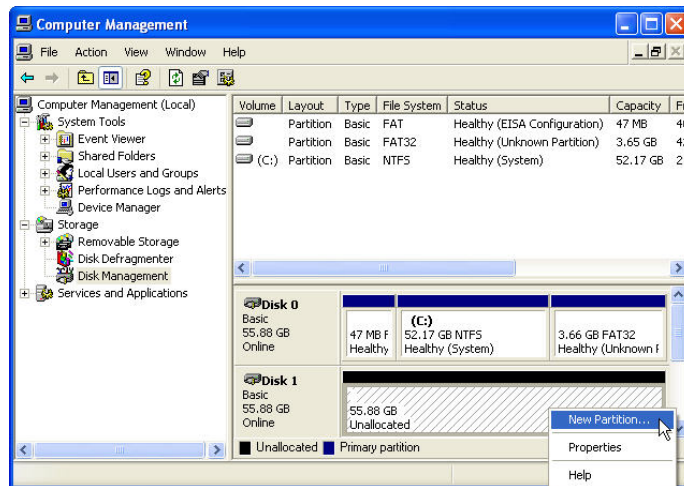 Computer Management
File Action View Window Help
Computer Management (Local)
System Tools
Event Viewer
Shared Folders
Local Users and Groups
Performance Logs and Alerts
Device Manager
Storage
Removable Storage
Disk Defragmenter
Disk Management
Services and Applications
Volume Layout Type File System Status Capacity
Partition Basic FAT Healthy (EISA Configuration) 47 MB
Partition Basic FAT32 Healthy (Unknown Partition) 3.65 GB
(C:) Partition Basic NTFS Healthy (System) 52.17 GB
Disk 0
Basic
55.88 GB
Online
47 MB F
Healthy
(C:)
52.17 GB NTFS
Healthy (System)
3.66 GB FAT32
Healthy (Unknown
Disk 1
Basic
55.88 GB
Online
55.88 GB
Unallocated
Unallocated Primary partition
New Partition...
Properties
Help